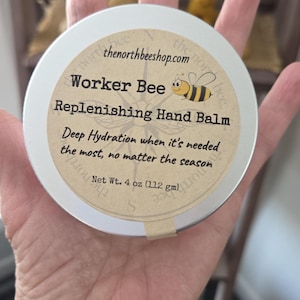 thenorthbeeshop.com
Worker Bee
Replenishing Hand Balm
Deep Hydration when it's needed
the most, no matter the season
Net Wt. 4 oz (112 gm)